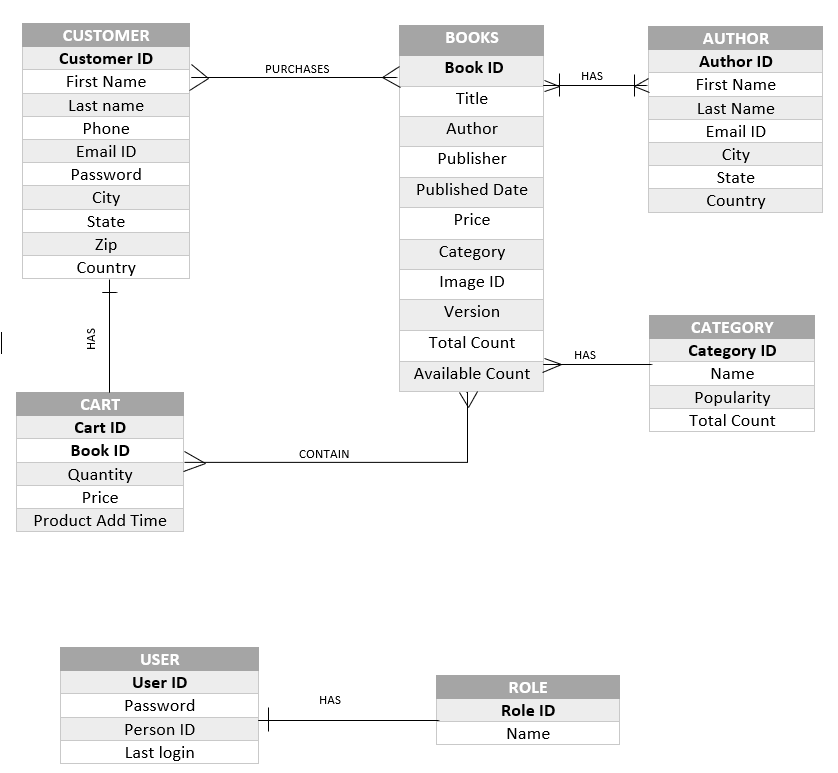 CUSTOMER
Customer ID
First Name
Last name
Phone
Email ID
Password
City
State
Zip
Country
PURCHASES
BOOKS
Book ID
Title
Author
Publisher
Published Date
Price
Category
Image ID
Version
Total Count
Available Count
HAS
AUTHOR
Author ID
First Name
Last Name
Email ID
City
State
Country
HAS
CATEGORY
Category ID
Name
Popularity
Total Count
HAS
CART
Cart ID
Book ID
Quantity
Price
Product Add Time
CONTAIN
USER
User ID
Password
Person ID
Last login
HAS
ROLE
Role ID
Name